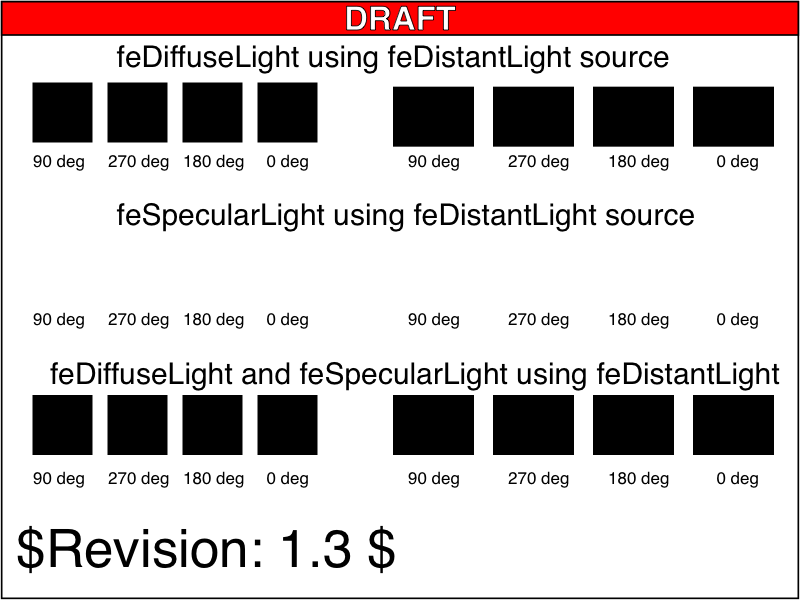 DRAFT
feDiffuseLight using feDistantLight source
90 deg 270 deg 180 deg 0 deg 90 deg 270 deg 180 deg 0 deg
feSpecularLight using feDistantLight source
90 deg 270 deg 180 deg 0 deg 90 deg 270 deg 180 deg 0 deg
feDiffuseLight and feSpecularLight using feDistantLight
90 deg 270 deg 180 deg 0 deg 90 deg 270 deg 180 deg 0 deg
$Revision: 1.3 $